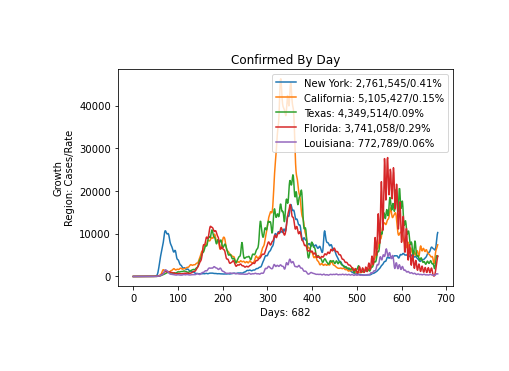 Confirmed By Day
New York: 2,761,545/0.41%
California: 5,105,427/0.15%
Texas: 4,349,514/0.09%
Florida: 3,741,058/0.29%
Louisiana: 772,789/0.06%
Growth
Region: Cases/Rate
40000
30000
20000
10000
0
0 100 200 300 400 500 600 700
Days: 682